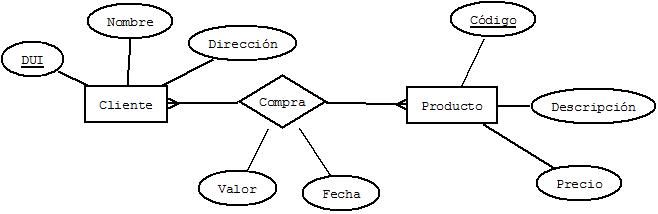 Nombre
Código
Dirección
DUI
Cliente
Compra
Producto
Descripción
Valor
Fecha
Precio